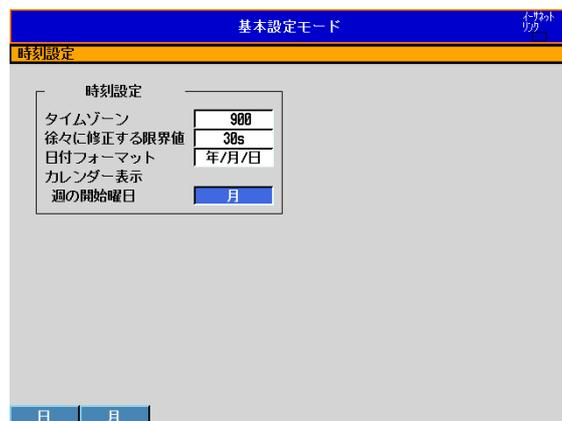 基本設定モード
イーサネット
リンク
時刻設定
時刻設定
タイムゾーン 900
徐々に修正する限界値 30s
日付フォーマット 年/月/日
カレンダー表示
週の開始曜日 月
日 月